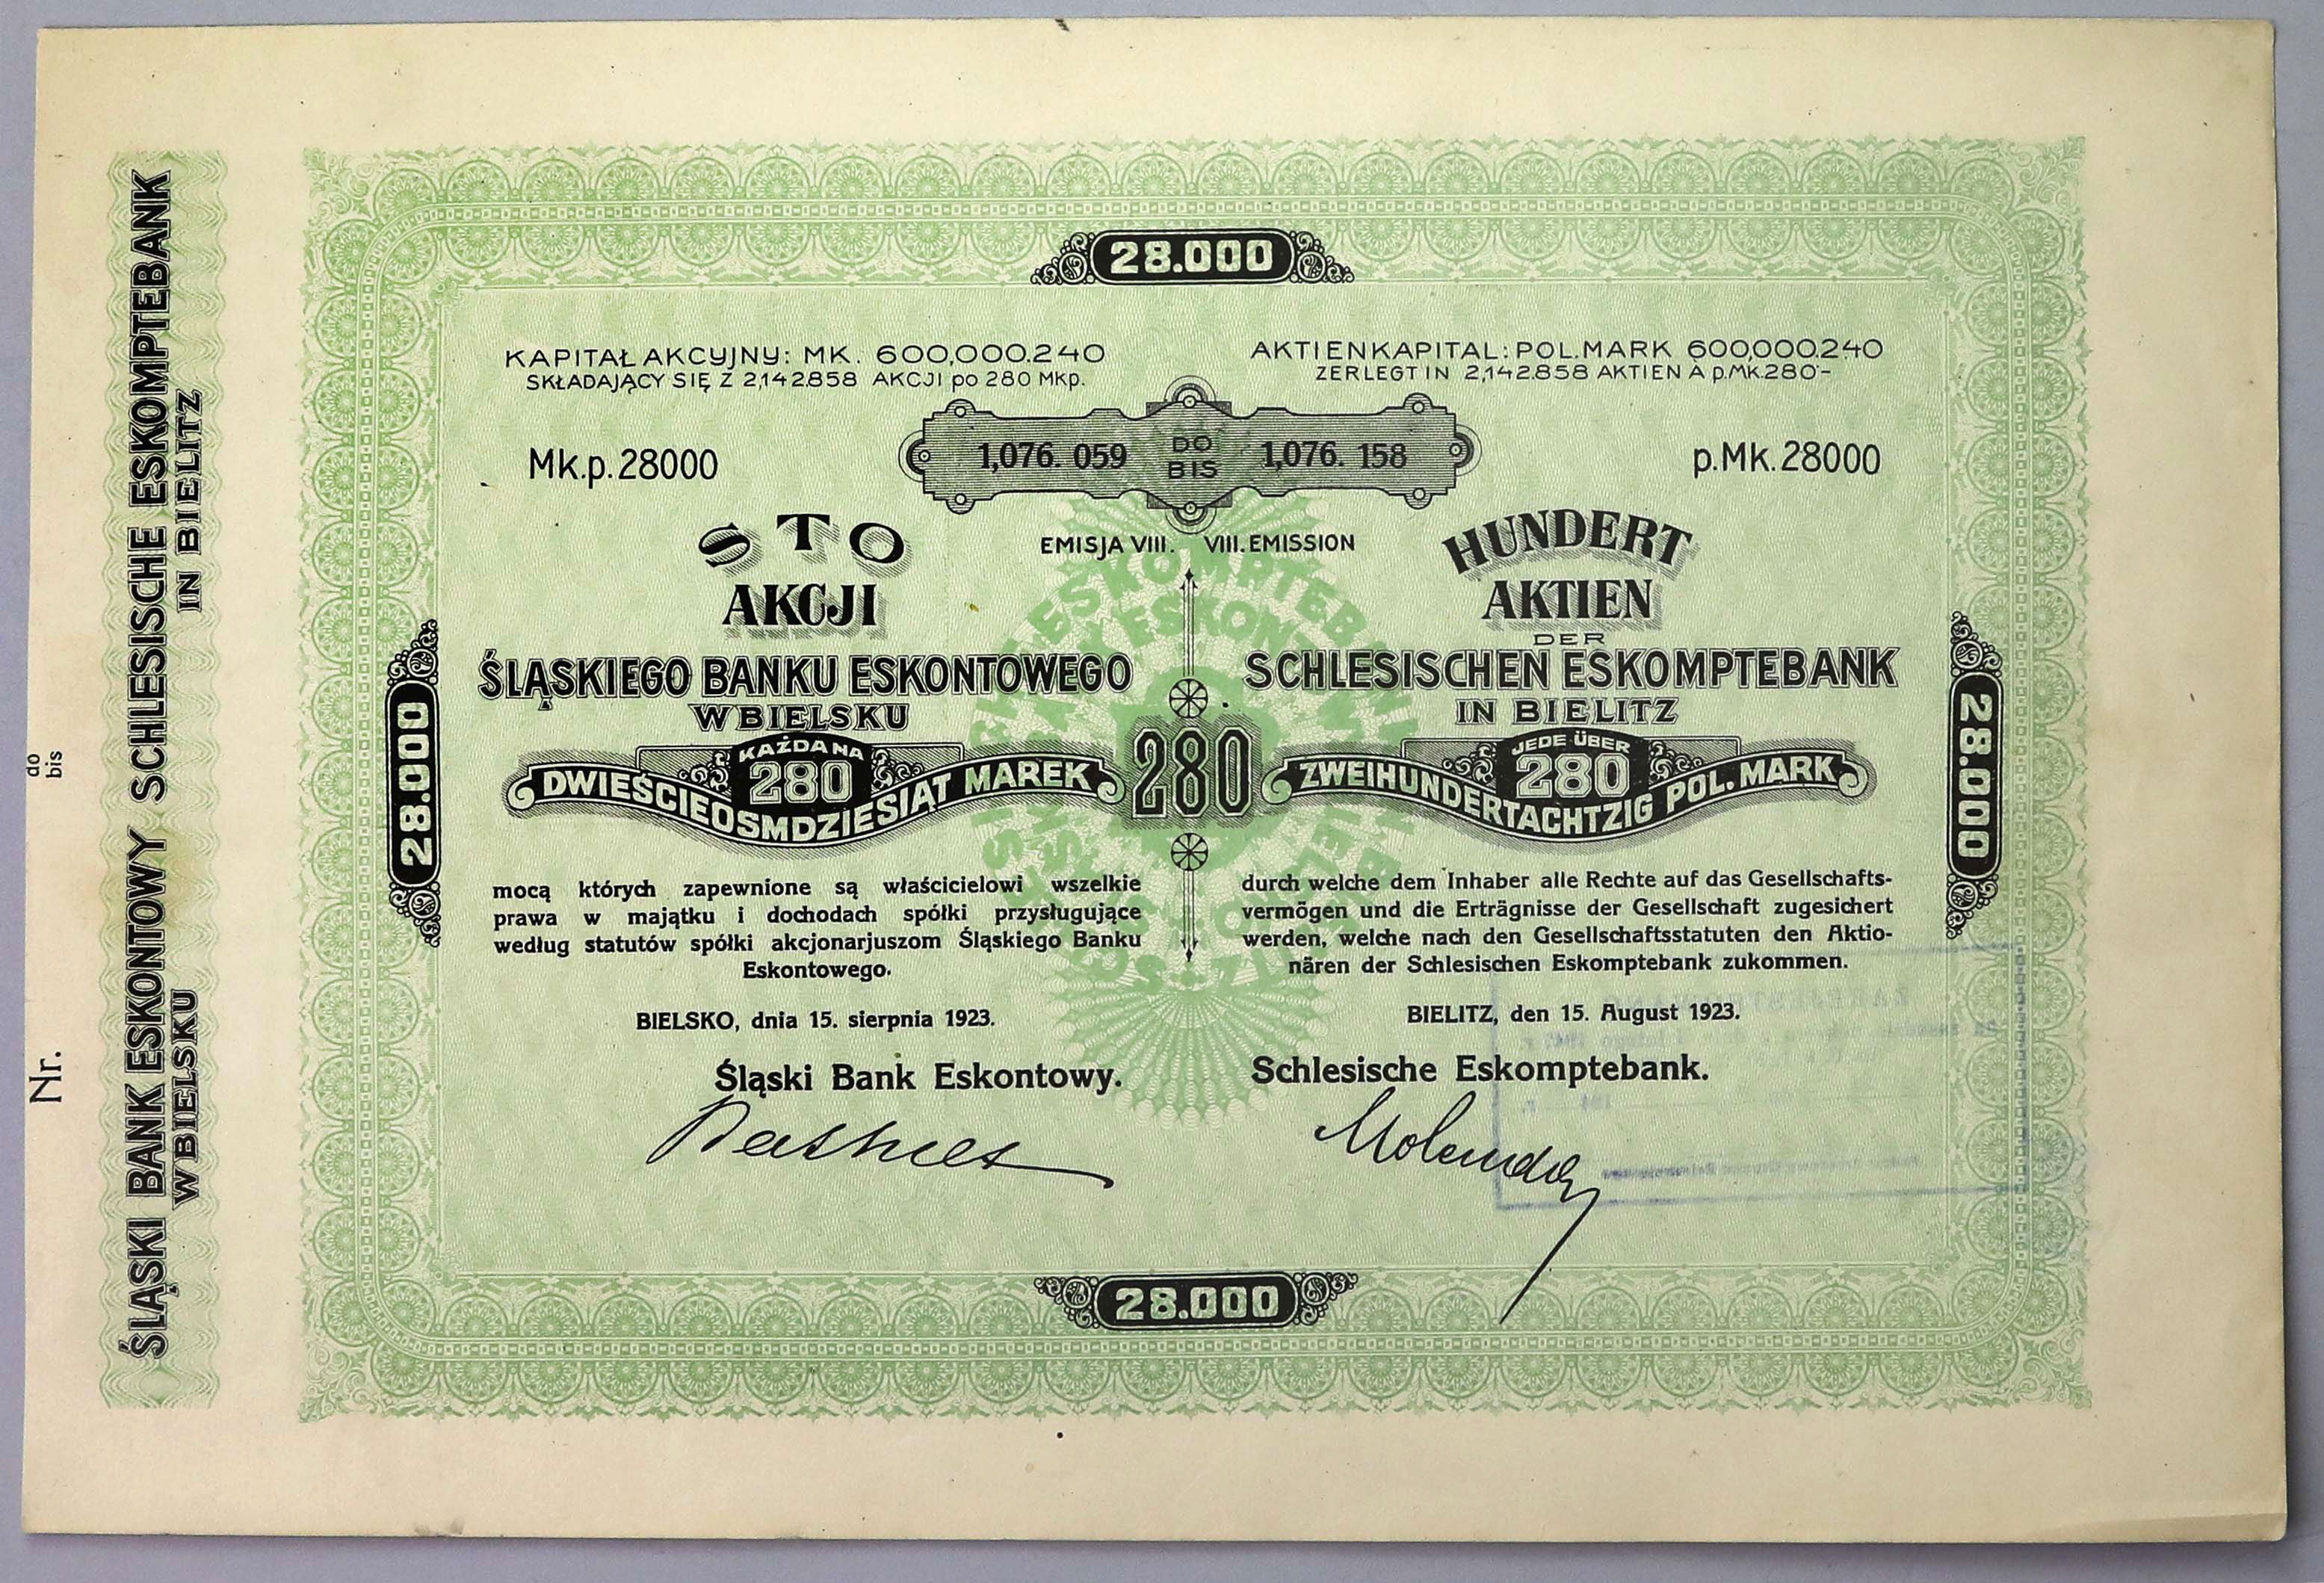 28.000
KAPITAŁ AKCYJNY: MK. 600,000.240
SKŁADAJĄCY SIĘ Z 2,142.858 AKCJI po 280 MKp.
AKTIENKAPITAL: POL. MARK 600,000.240
ZERLEGT IN 2,142.858 AKTIEN À p.MK.280·–
Mk.p. 28000
1,076. 059 DO BIS 1,076. 158
p.Mk. 28000
EMISJA VIII. VIII. EMISSION
STO
AKCJI
ŚLĄSKIEGO BANKU ESKONTOWEGO
W BIELSKU
KAŻDA NA
280
DWIEŚCIEOSMDZIESIĄT MAREK
280
HUNDERT
AKTIEN
DER
SCHLESISCHEN ESKOMPTEBANK
IN BIELITZ
JEDE ÜBER
280
ZWEIHUNDERTACHTZIG POL. MARK
mocą których zapewnione są właścicielowi wszelkie
prawa w majątku i dochodach spółki przysługujące
według statutów spółki akcjonarjuszom Śląskiego Banku
Eskontowego.
BIELSKO, dnia 15. sierpnia 1923.
Śląski Bank Eskontowy.
durch welche dem Inhaber alle Rechte auf das Gesellschafts-
vermögen und die Erträgnisse der Gesellschaft zugesichert
werden, welche nach den Gesellschaftsstatuten den Aktio-
nären der Schlesischen Eskomptebank zukommen.
BIELITZ, den 15. August 1923.
Schlesische Eskomptebank.
Molenda
28.000
28.000
28.000
ŚLĄSKI BANK ESKONTOWY SCHLESISCHE ESKOMPTEBANK
W BIELSKU IN BIELITZ
Nr. do
bis